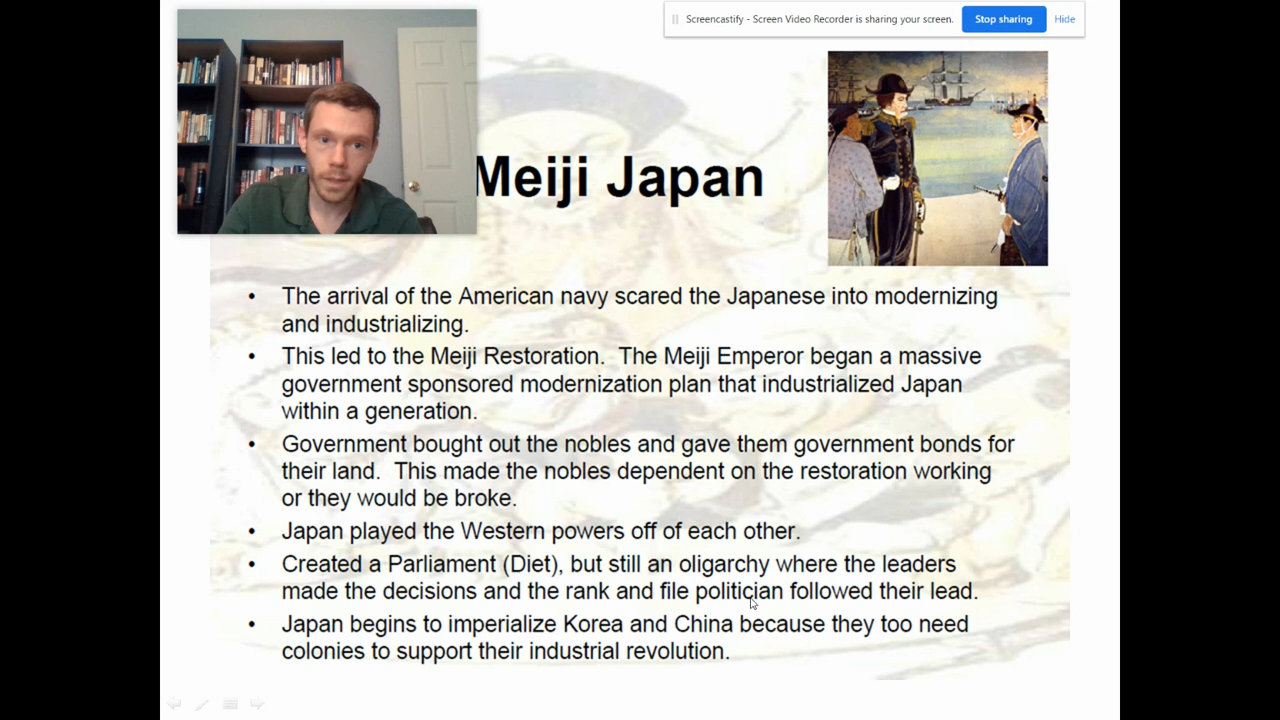 Screencastify - Screen Video Recorder is sharing your screen. Stop sharing Hide
Meiji Japan
• The arrival of the American navy scared the Japanese into modernizing
and industrializing.
• This led to the Meiji Restoration. The Meiji Emperor began a massive
government sponsored modernization plan that industrialized Japan
within a generation.
• Government bought out the nobles and gave them government bonds for
their land. This made the nobles dependent on the restoration working
or they would be broke.
• Japan played the Western powers off of each other.
• Created a Parliament (Diet), but still an oligarchy where the leaders
made the decisions and the rank and file politician followed their lead.
• Japan begins to imperialize Korea and China because they too need
colonies to support their industrial revolution.